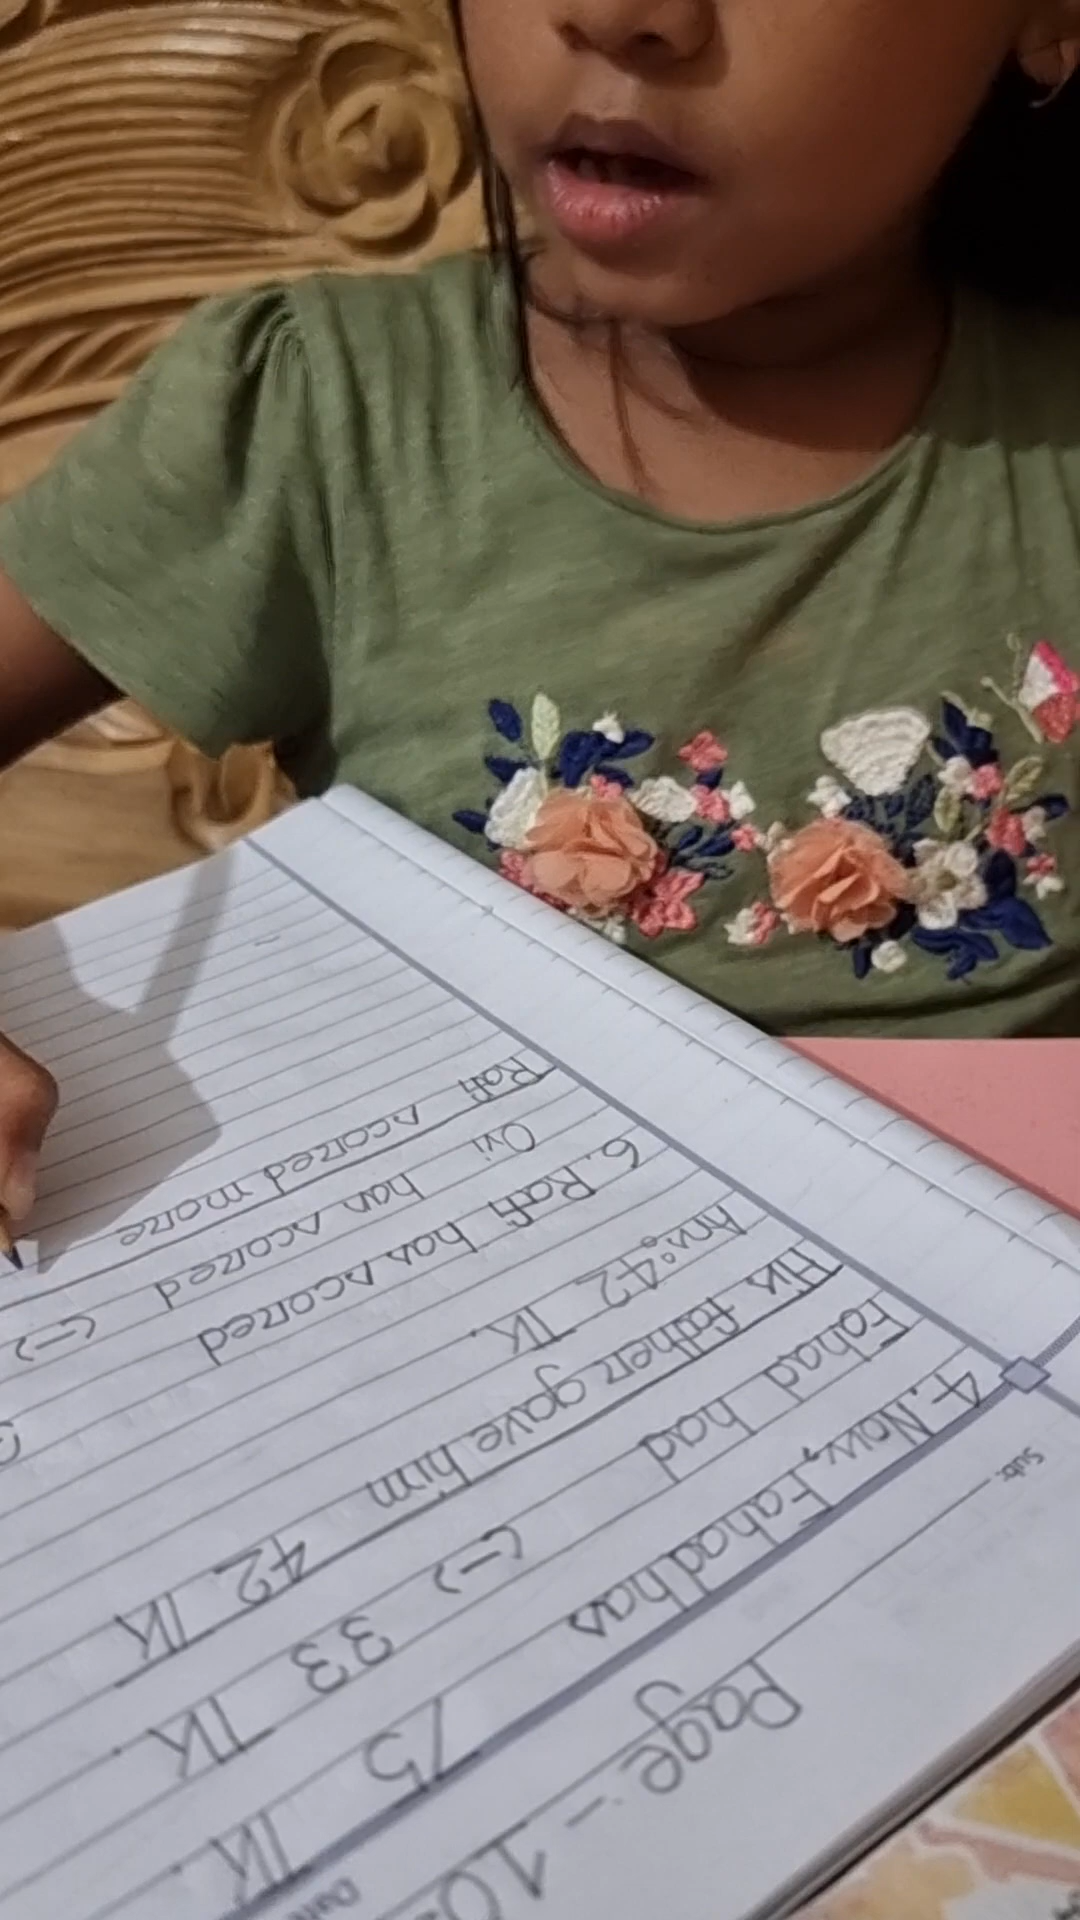 Sub:
Page - 10
4. Now, Fahad has 75 TK.
Fahad had (-) 33 TK.
His father gave him 42 TK
Ans: 42 TK.
6. Rafi has scored
Ovi has scored (-)
Rafi scored more